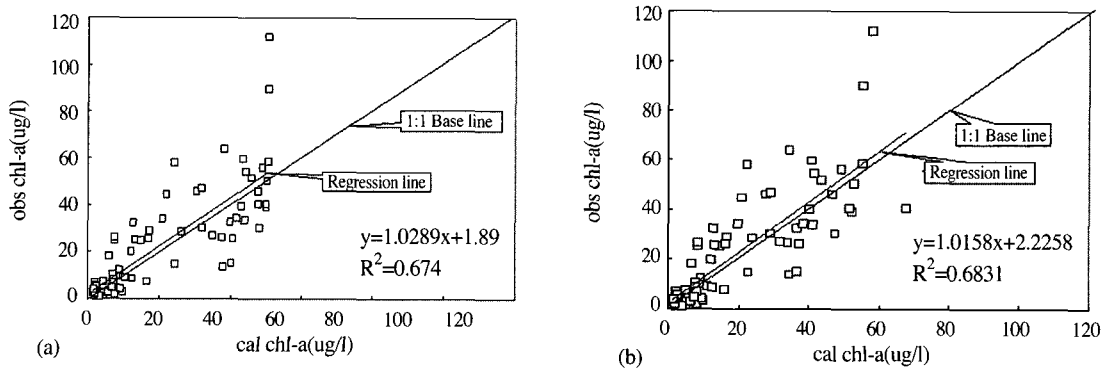 120
100
80
60
40
20
0
obs chl-a(ug/l)
1:1 Base line
Regression line
y=1.0289x+1.89
R²=0.674
0 20 40 60 80 100 120
cal chl-a(ug/l)
(a)
120
100
80
60
40
20
0
obs chl-a(ug/l)
1:1 Base line
Regression line
y=1.0158x+2.2258
R²=0.6831
0 20 40 60 80 100 120
cal chl-a(ug/l)
(b)